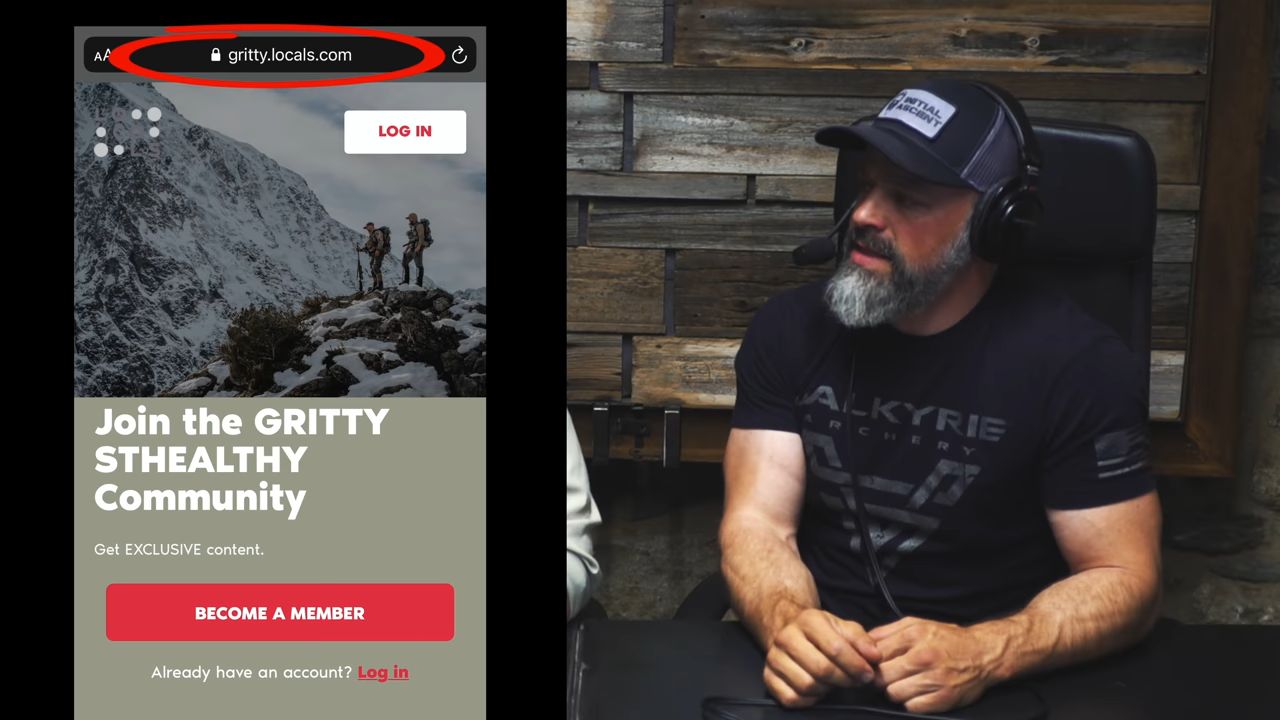 AA gritty.locals.com
LOG IN
Join the GRITTY
STHEALTHY
Community
Get EXCLUSIVE content.
BECOME A MEMBER
Already have an account? Log in
INITIAL
ASCENT
VALKYRIE
ARCHERY